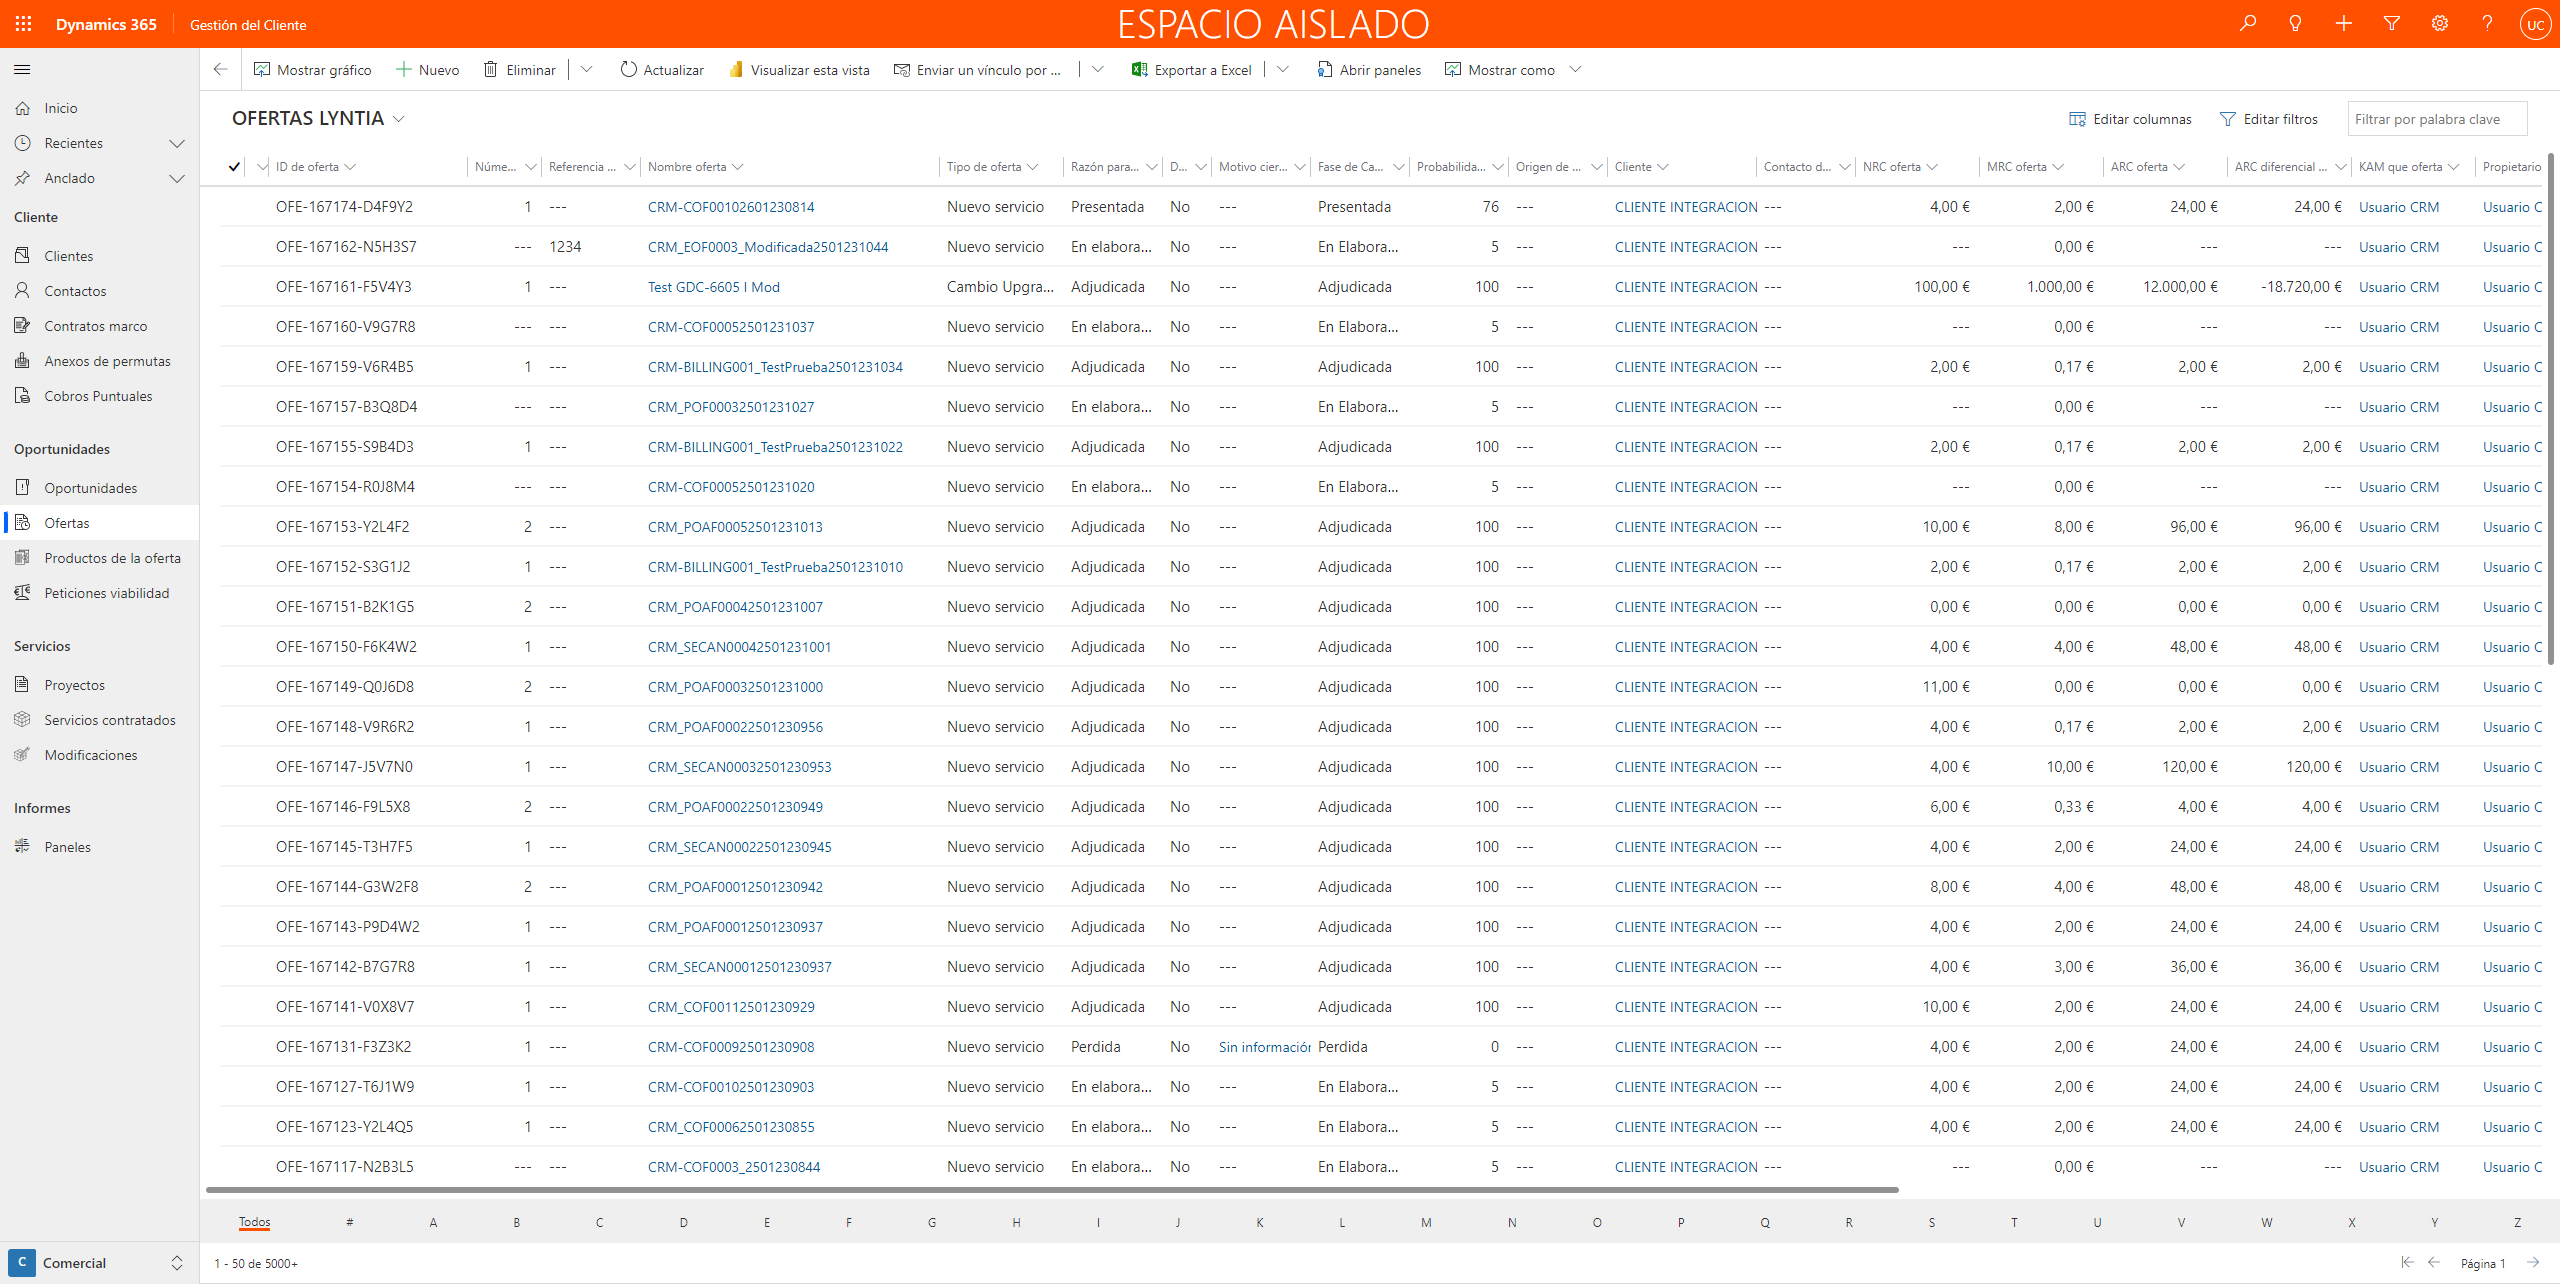 Dynamics 365 Gestión del Cliente ESPACIO AISLADO UC
Mostrar gráfico Nuevo Eliminar Actualizar Visualizar esta vista Enviar un vínculo por ... Exportar a Excel Abrir paneles Mostrar como
Inicio
Recientes
Anclado
Cliente
Clientes
Contactos
Contratos marco
Anexos de permutas
Cobros Puntuales
Oportunidades
Oportunidades
Ofertas
Productos de la oferta
Peticiones viabilidad
Servicios
Proyectos
Servicios contratados
Modificaciones
Informes
Paneles
C Comercial
OFERTAS LYNTIA Editar columnas Editar filtros Filtrar por palabra clave
ID de oferta Núme... Referencia ... Nombre oferta Tipo de oferta Razón para... D... Motivo cier... Fase de Ca... Probabilida... Origen de ... Cliente Contacto d... NRC oferta MRC oferta ARC oferta ARC diferencial ... KAM que oferta Propietario
OFE-167174-D4F9Y2 1 --- CRM-COF00102601230814 Nuevo servicio Presentada No --- Presentada 76 --- CLIENTE INTEGRACION --- 4,00 € 2,00 € 24,00 € 24,00 € Usuario CRM Usuario C
OFE-167162-N5H3S7 --- 1234 CRM_EOF0003_Modificada2501231044 Nuevo servicio En elabora... No --- En Elabora... 5 --- CLIENTE INTEGRACION --- --- 0,00 € --- --- Usuario CRM Usuario C
OFE-167161-F5V4Y3 1 --- Test GDC-6605 I Mod Cambio Upgra... Adjudicada No --- Adjudicada 100 --- CLIENTE INTEGRACION --- 100,00 € 1.000,00 € 12.000,00 € -18.720,00 € Usuario CRM Usuario C
OFE-167160-V9G7R8 --- --- CRM-COF00052501231037 Nuevo servicio En elabora... No --- En Elabora... 5 --- CLIENTE INTEGRACION --- --- 0,00 € --- --- Usuario CRM Usuario C
OFE-167159-V6R4B5 1 --- CRM-BILLING001_TestPrueba2501231034 Nuevo servicio Adjudicada No --- Adjudicada 100 --- CLIENTE INTEGRACION --- 2,00 € 0,17 € 2,00 € 2,00 € Usuario CRM Usuario C
OFE-167157-B3Q8D4 --- --- CRM_POF00032501231027 Nuevo servicio En elabora... No --- En Elabora... 5 --- CLIENTE INTEGRACION --- --- 0,00 € --- --- Usuario CRM Usuario C
OFE-167155-S9B4D3 1 --- CRM-BILLING001_TestPrueba2501231022 Nuevo servicio Adjudicada No --- Adjudicada 100 --- CLIENTE INTEGRACION --- 2,00 € 0,17 € 2,00 € 2,00 € Usuario CRM Usuario C
OFE-167154-R0J8M4 --- --- CRM-COF00052501231020 Nuevo servicio En elabora... No --- En Elabora... 5 --- CLIENTE INTEGRACION --- --- 0,00 € --- --- Usuario CRM Usuario C
OFE-167153-Y2L4F2 2 --- CRM_POAF00052501231013 Nuevo servicio Adjudicada No --- Adjudicada 100 --- CLIENTE INTEGRACION --- 10,00 € 8,00 € 96,00 € 96,00 € Usuario CRM Usuario C
OFE-167152-S3G1J2 1 --- CRM-BILLING001_TestPrueba2501231010 Nuevo servicio Adjudicada No --- Adjudicada 100 --- CLIENTE INTEGRACION --- 2,00 € 0,17 € 2,00 € 2,00 € Usuario CRM Usuario C
OFE-167151-B2K1G5 2 --- CRM_POAF00042501231007 Nuevo servicio Adjudicada No --- Adjudicada 100 --- CLIENTE INTEGRACION --- 0,00 € 0,00 € 0,00 € 0,00 € Usuario CRM Usuario C
OFE-167150-F6K4W2 1 --- CRM_SECAN00042501231001 Nuevo servicio Adjudicada No --- Adjudicada 100 --- CLIENTE INTEGRACION --- 4,00 € 4,00 € 48,00 € 48,00 € Usuario CRM Usuario C
OFE-167149-Q0J6D8 2 --- CRM_POAF00032501231000 Nuevo servicio Adjudicada No --- Adjudicada 100 --- CLIENTE INTEGRACION --- 11,00 € 0,00 € 0,00 € 0,00 € Usuario CRM Usuario C
OFE-167148-V9R6R2 1 --- CRM_POAF00022501230956 Nuevo servicio Adjudicada No --- Adjudicada 100 --- CLIENTE INTEGRACION --- 4,00 € 0,17 € 2,00 € 2,00 € Usuario CRM Usuario C
OFE-167147-J5V7N0 1 --- CRM_SECAN00032501230953 Nuevo servicio Adjudicada No --- Adjudicada 100 --- CLIENTE INTEGRACION --- 4,00 € 10,00 € 120,00 € 120,00 € Usuario CRM Usuario C
OFE-167146-F9L5X8 2 --- CRM_POAF00022501230949 Nuevo servicio Adjudicada No --- Adjudicada 100 --- CLIENTE INTEGRACION --- 6,00 € 0,33 € 4,00 € 4,00 € Usuario CRM Usuario C
OFE-167145-T3H7F5 1 --- CRM_SECAN00022501230945 Nuevo servicio Adjudicada No --- Adjudicada 100 --- CLIENTE INTEGRACION --- 4,00 € 2,00 € 24,00 € 24,00 € Usuario CRM Usuario C
OFE-167144-G3W2F8 2 --- CRM_POAF00012501230942 Nuevo servicio Adjudicada No --- Adjudicada 100 --- CLIENTE INTEGRACION --- 8,00 € 4,00 € 48,00 € 48,00 € Usuario CRM Usuario C
OFE-167143-P9D4W2 1 --- CRM_POAF00012501230937 Nuevo servicio Adjudicada No --- Adjudicada 100 --- CLIENTE INTEGRACION --- 4,00 € 2,00 € 24,00 € 24,00 € Usuario CRM Usuario C
OFE-167142-B7G7R8 1 --- CRM_SECAN00012501230937 Nuevo servicio Adjudicada No --- Adjudicada 100 --- CLIENTE INTEGRACION --- 4,00 € 3,00 € 36,00 € 36,00 € Usuario CRM Usuario C
OFE-167141-V0X8V7 1 --- CRM_COF00112501230929 Nuevo servicio Adjudicada No --- Adjudicada 100 --- CLIENTE INTEGRACION --- 10,00 € 2,00 € 24,00 € 24,00 € Usuario CRM Usuario C
OFE-167131-F3Z3K2 1 --- CRM-COF00092501230908 Nuevo servicio Perdida No Sin información Perdida 0 --- CLIENTE INTEGRACION --- 4,00 € 2,00 € 24,00 € 24,00 € Usuario CRM Usuario C
OFE-167127-T6J1W9 1 --- CRM-COF00102501230903 Nuevo servicio En elabora... No --- En Elabora... 5 --- CLIENTE INTEGRACION --- 4,00 € 2,00 € 24,00 € 24,00 € Usuario CRM Usuario C
OFE-167123-Y2L4Q5 1 --- CRM_COF00062501230855 Nuevo servicio En elabora... No --- En Elabora... 5 --- CLIENTE INTEGRACION --- 4,00 € 2,00 € 24,00 € 24,00 € Usuario CRM Usuario C
OFE-167117-N2B3L5 --- --- CRM-COF0003_2501230844 Nuevo servicio En elabora... No --- En Elabora... 5 --- CLIENTE INTEGRACION --- --- 0,00 € --- --- Usuario CRM Usuario C
Todos # A B C D E F G H I J K L M N O P Q R S T U V W X Y Z
1 - 50 de 5000+ Página 1